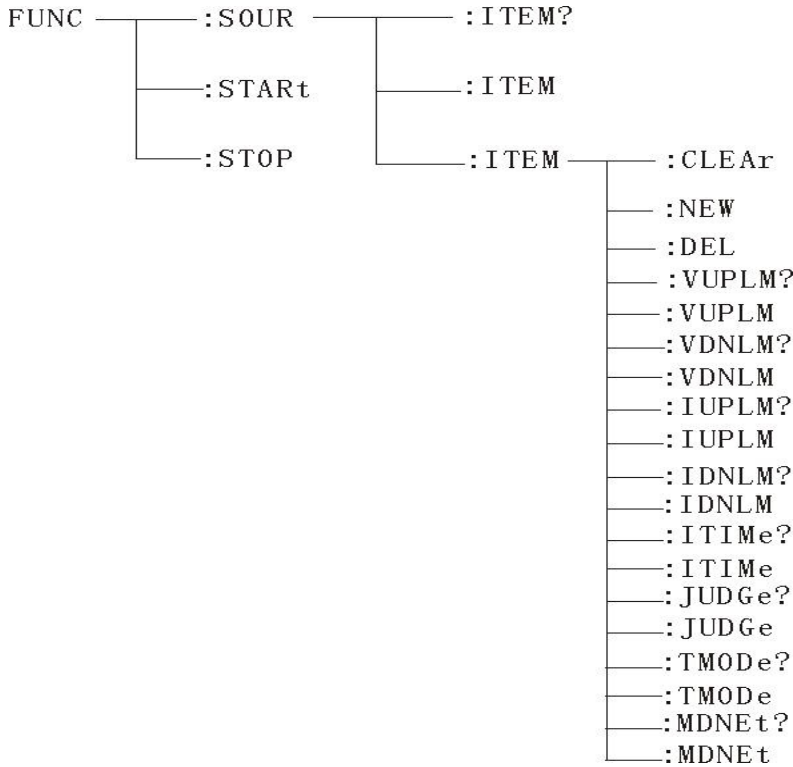 FUNC :SOUR :ITEM?
:STARt :ITEM
:STOP :ITEM :CLEAr
:NEW
:DEL
:VUPLM?
:VUPLM
:VDNLM?
:VDNLM
:IUPLM?
:IUPLM
:IDNLM?
:IDNLM
:ITIMe?
:ITIMe
:JUDGe?
:JUDGe
:TMODe?
:TMODe
:MDNEt?
:MDNEt